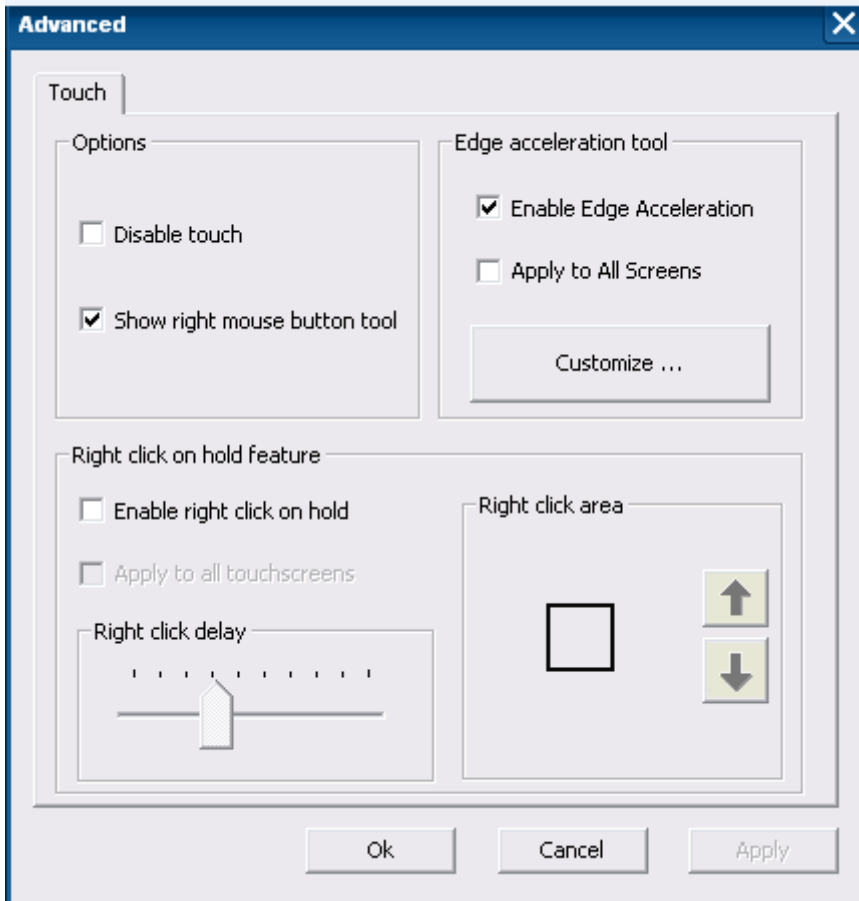 Advanced
Touch
Options
Disable touch
Show right mouse button tool
Edge acceleration tool
Enable Edge Acceleration
Apply to All Screens
Customize ...
Right click on hold feature
Enable right click on hold
Apply to all touchscreens
Right click delay
Right click area
Ok
Cancel
Apply